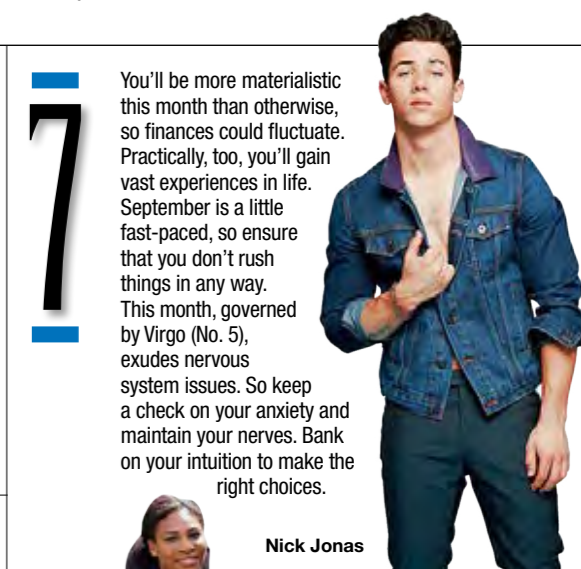 7
You'll be more materialistic
this month than otherwise,
so finances could fluctuate.
Practically, too, you'll gain
vast experiences in life.
September is a little
fast-paced, so ensure
that you don't rush
things in any way.
This month, governed
by Virgo (No. 5),
exudes nervous
system issues. So keep
a check on your anxiety and
maintain your nerves. Bank
on your intuition to make the
right choices.
Nick Jonas